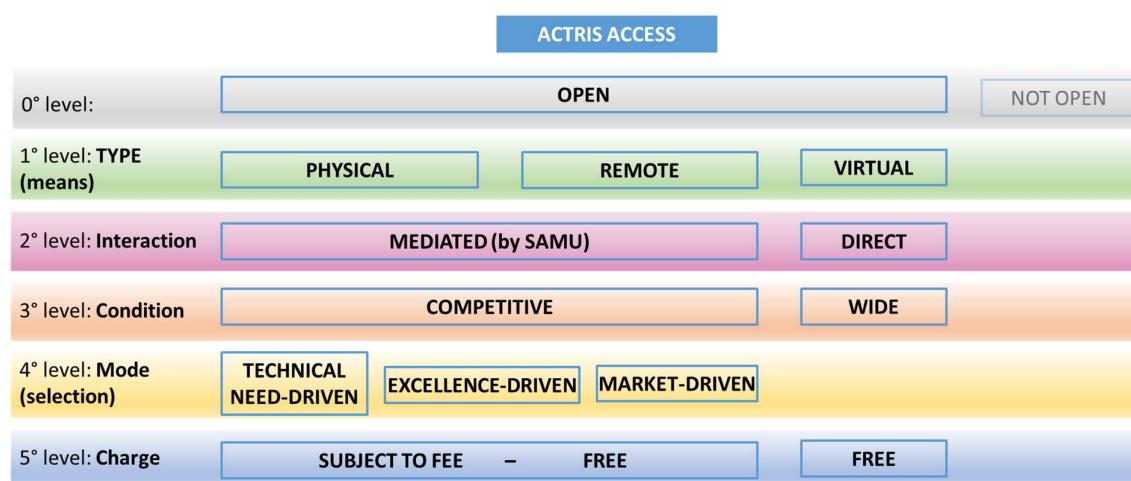 ACTRIS ACCESS
0° level:
OPEN
NOT OPEN
1° level: TYPE
(means)
PHYSICAL
REMOTE
VIRTUAL
2° level: Interaction
MEDIATED (by SAMU)
DIRECT
3° level: Condition
COMPETITIVE
WIDE
4° level: Mode
(selection)
TECHNICAL
NEED-DRIVEN
EXCELLENCE-DRIVEN
MARKET-DRIVEN
5° level: Charge
SUBJECT TO FEE – FREE
FREE